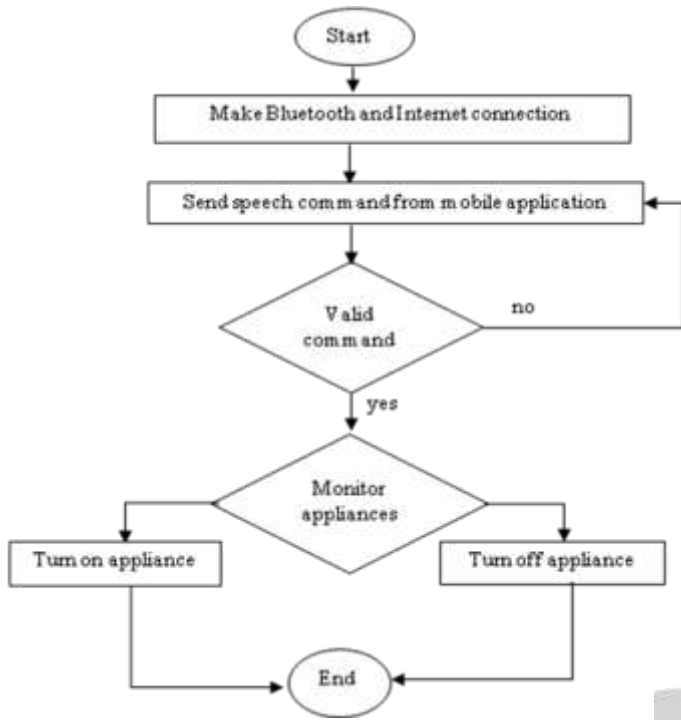 Start
Make Bluetooth and Internet connection
Send speech command from mobile application
Valid
command
no
yes
Monitor
appliances
Turn on appliance
Turn off appliance
End